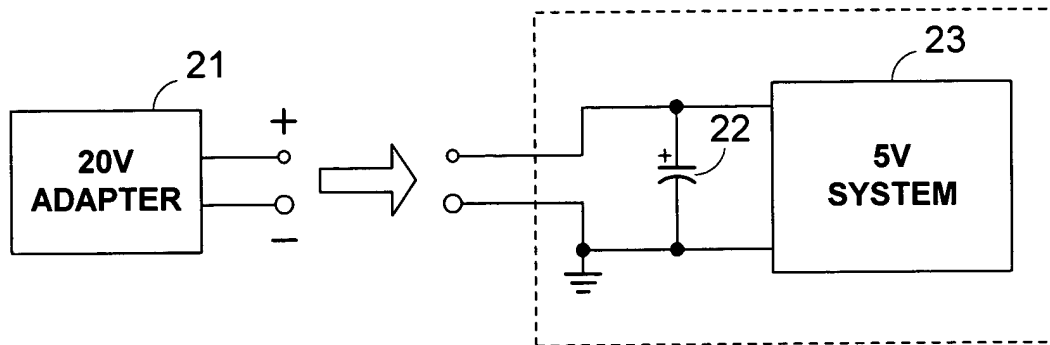 21
20V
ADAPTER
+
−
+
22
23
5V
SYSTEM